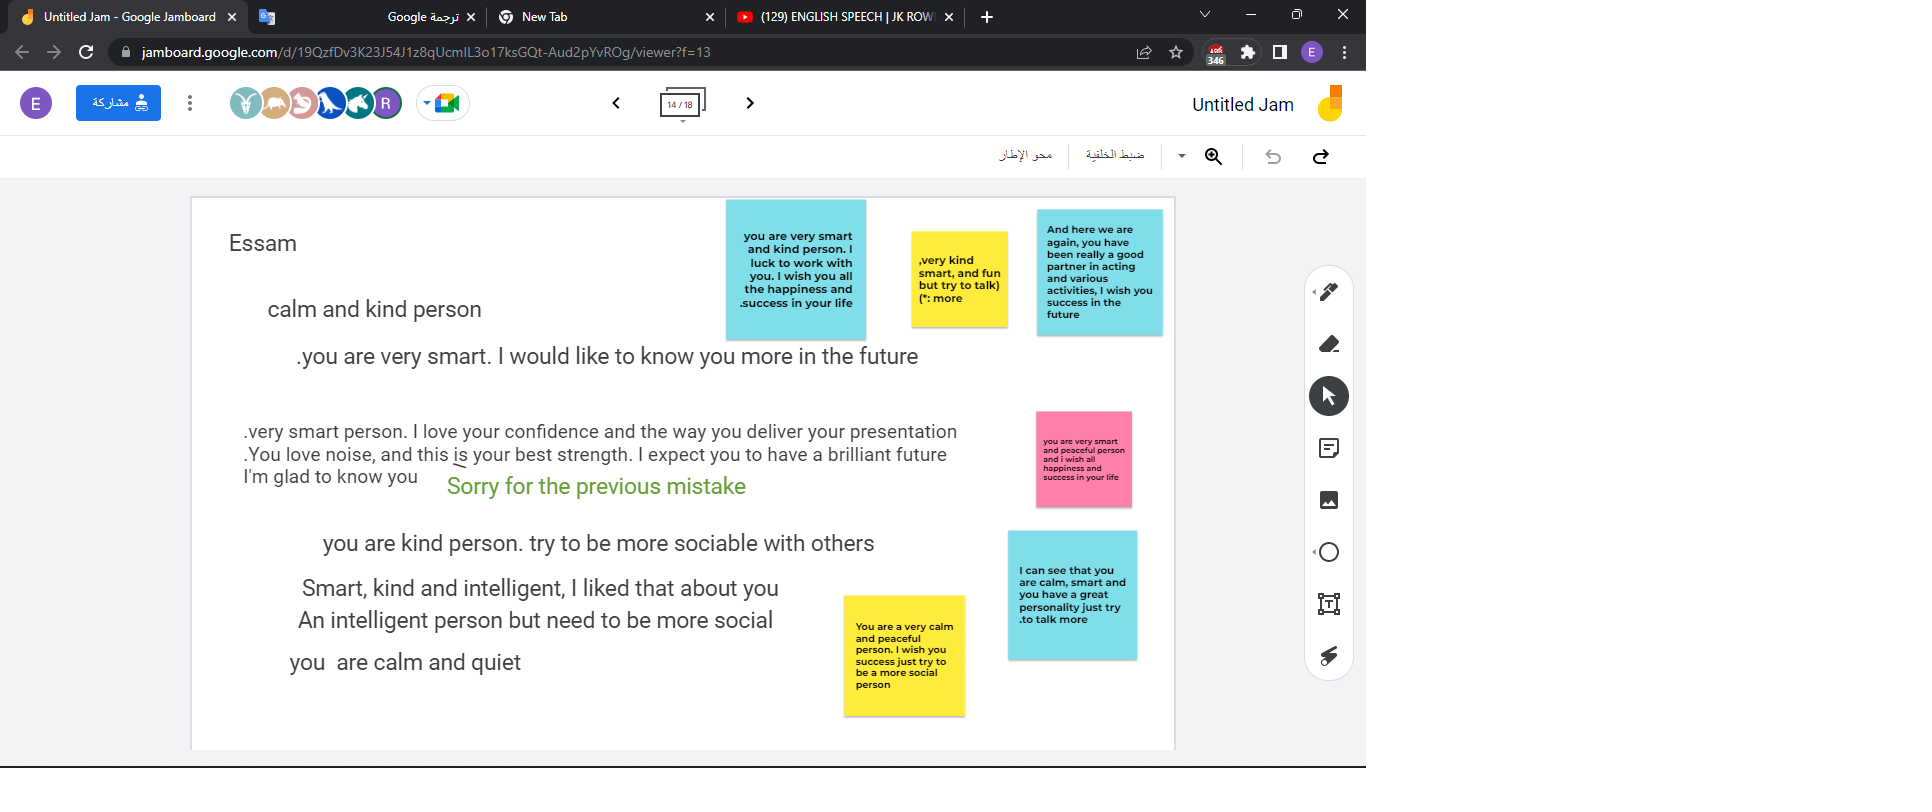 Untitled Jam - Google Jamboard
ترجمة Google
New Tab
(129) ENGLISH SPEECH | JK ROW
jamboard.google.com/d/19QzfDv3K23J54J1z8qUcmIL3o17ksGQt-Aud2pYvROg/viewer?f=13
346
E
E
مشاركة
R
14 / 18
Untitled Jam
محو الإطار
ضبط الخلفية
Essam
calm and kind person
.you are very smart. I would like to know you more in the future
.very smart person. I love your confidence and the way you deliver your presentation
.You love noise, and this is your best strength. I expect you to have a brilliant future
I'm glad to know you
Sorry for the previous mistake
you are kind person. try to be more sociable with others
Smart, kind and intelligent, I liked that about you
An intelligent person but need to be more social
you are calm and quiet
you are very smart
and kind person. I
luck to work with
you. I wish you all
the happiness and
.success in your life
,very kind
smart, and fun
but try to talk)
(*: more
And here we are
again, you have
been really a good
partner in acting
and various
activities, I wish you
success in the
future
you are very smart
and peaceful person
and i wish all
happiness and
success in your life
I can see that you
are calm, smart and
you have a great
personality just try
.to talk more
You are a very calm
and peaceful
person. I wish you
success just try to
be a more social
person